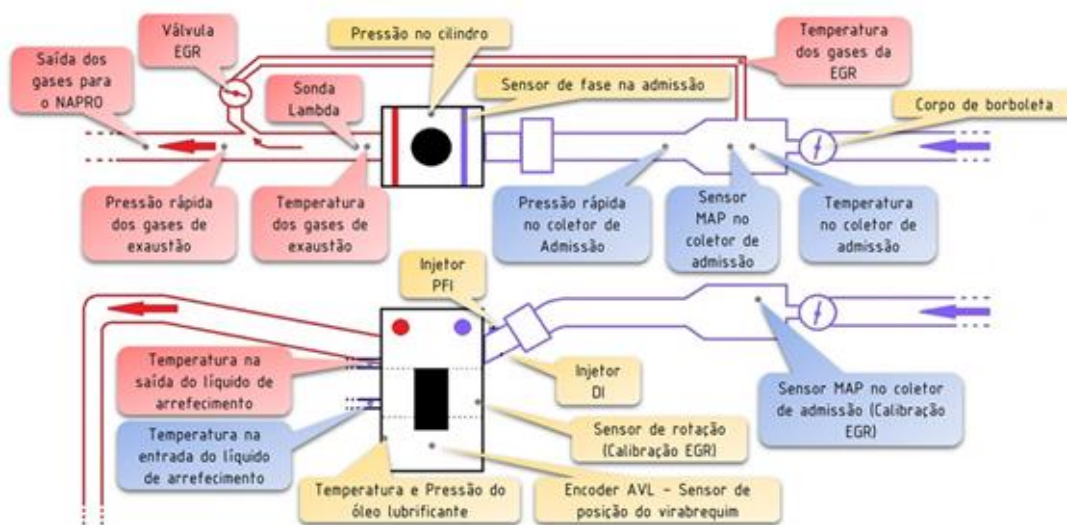 Válvula
EGR
Pressão no cilindro
Temperatura
dos gases da
EGR
Saída dos
gases para
o NAPRO
Sonda
Lambda
Sensor de fase na admissão
Corpo de borboleta
Pressão rápida
dos gases de
exaustão
Temperatura
dos gases de
exaustão
Pressão rápida
no coletor de
Admissão
Sensor
MAP no
coletor de
admissão
Temperatura
no coletor de
admissão
Injetor
PFI
Temperatura na
saída do líquido de
arrefecimento
Injetor
DI
Sensor MAP no coletor
de admissão (Calibração
EGR)
Temperatura na
entrada do líquido
de arrefecimento
Sensor de rotação
(Calibração EGR)
Temperatura e Pressão do
óleo lubrificante
Encoder AVL - Sensor de
posição do virabrequim